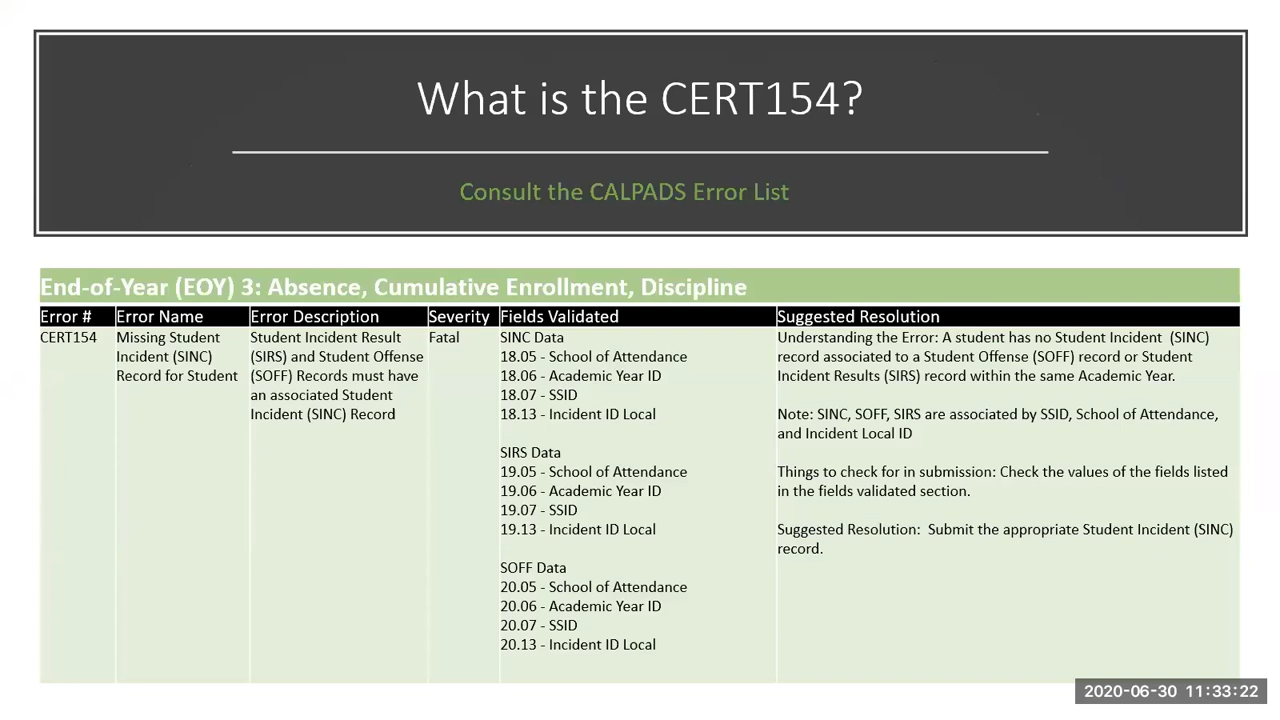 What is the CERT154?
Consult the CALPADS Error List
End-of-Year (EOY) 3: Absence, Cumulative Enrollment, Discipline
Error # Error Name Error Description Severity Fields Validated Suggested Resolution
CERT154
Missing Student
Incident (SINC)
Record for Student
Student Incident Result
(SIRS) and Student Offense
(SOFF) Records must have
an associated Student
Incident (SINC) Record
Fatal
SINC Data
18.05 - School of Attendance
18.06 - Academic Year ID
18.07 - SSID
18.13 - Incident ID Local
SIRS Data
19.05 - School of Attendance
19.06 - Academic Year ID
19.07 - SSID
19.13 - Incident ID Local
SOFF Data
20.05 - School of Attendance
20.06 - Academic Year ID
20.07 - SSID
20.13 - Incident ID Local
Understanding the Error: A student has no Student Incident (SINC)
record associated to a Student Offense (SOFF) record or Student
Incident Results (SIRS) record within the same Academic Year.
Note: SINC, SOFF, SIRS are associated by SSID, School of Attendance,
and Incident Local ID
Things to check for in submission: Check the values of the fields listed
in the fields validated section.
Suggested Resolution: Submit the appropriate Student Incident (SINC)
record.
2020-06-30 11:33:22